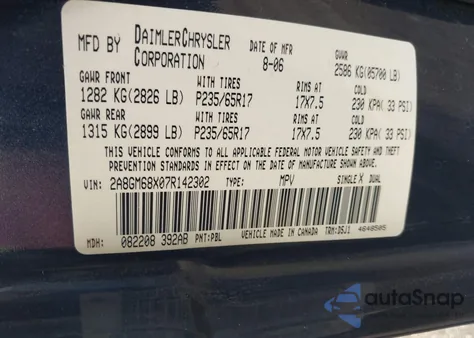 MFD BY DAIMLERCHRYSLER CORPORATION DATE OF MFR 8-06 GVWR 2586 KG(05700 LB)
GAWR FRONT WITH TIRES RIMS AT COLD
1282 KG(2826 LB) P235/65R17 17X7.5 230 KPA( 33 PSI)
GAWR REAR WITH TIRES RIMS AT COLD
1315 KG(2899 LB) P235/65R17 17X7.5 230 KPA( 33 PSI)
THIS VEHICLE CONFORMS TO ALL APPLICABLE FEDERAL MOTOR VEHICLE SAFETY AND
THEFT PREVENTION STANDARDS IN EFFECT ON THE DATE OF MANUFACTURE SHOWN ABOVE.
VIN: 2A8GM68X07R142302 TYPE: MPV SINGLE X DUAL
MDH: 082208 392AB PNT:PBL VEHICLE MADE IN CANADA TRM:D5J1 4648505
autoSnap